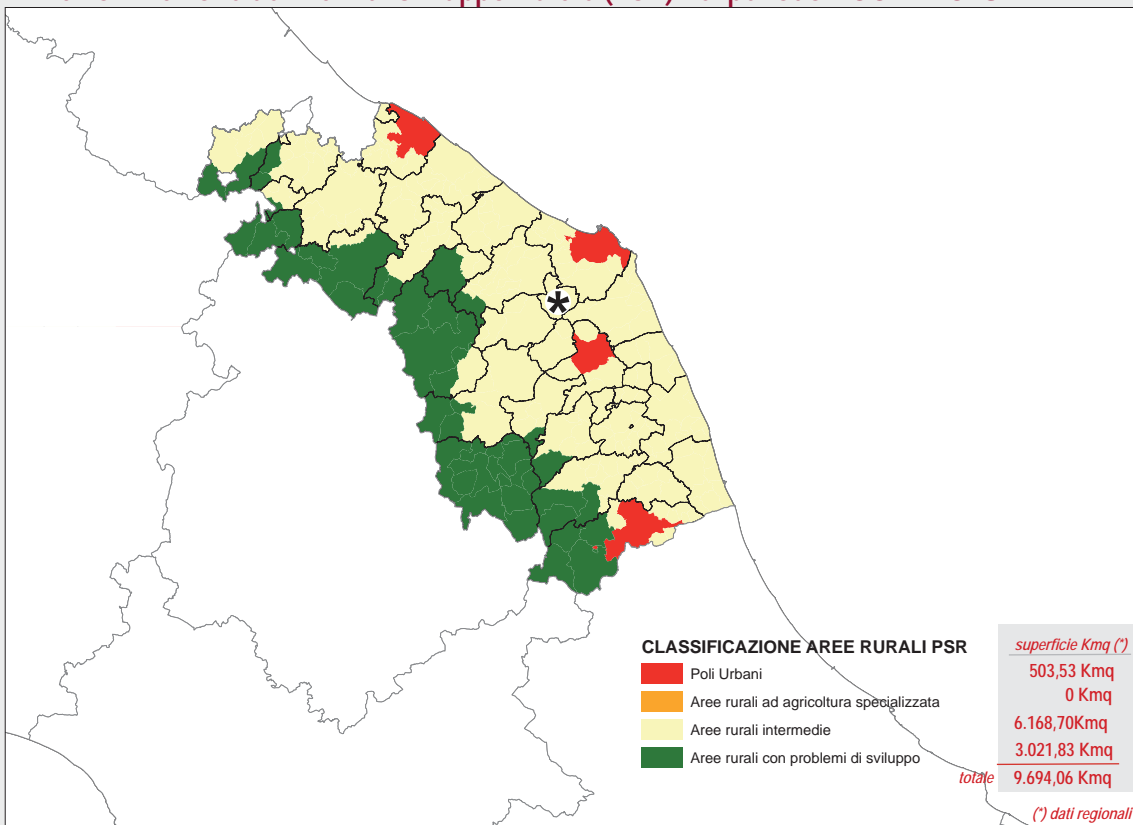 *
CLASSIFICAZIONE AREE RURALI PSR
Poli Urbani
Aree rurali ad agricoltura specializzata
Aree rurali intermedie
Aree rurali con problemi di sviluppo
superficie Kmq (*)
503,53 Kmq
0 Kmq
6.168,70Kmq
3.021,83 Kmq
totale 9.694,06 Kmq
(*) dati regionali